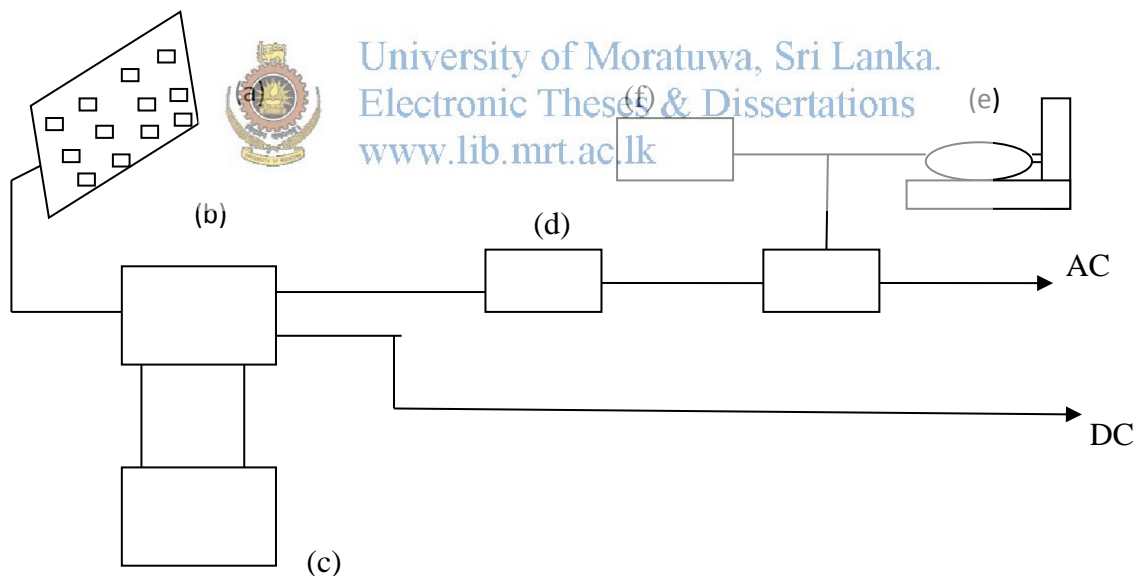 University of Moratuwa, Sri Lanka.
Electronic Theses & Dissertations
www.lib.mrt.ac.lk
(a)
(f)
(e)
(b)
(d)
AC
DC
(c)